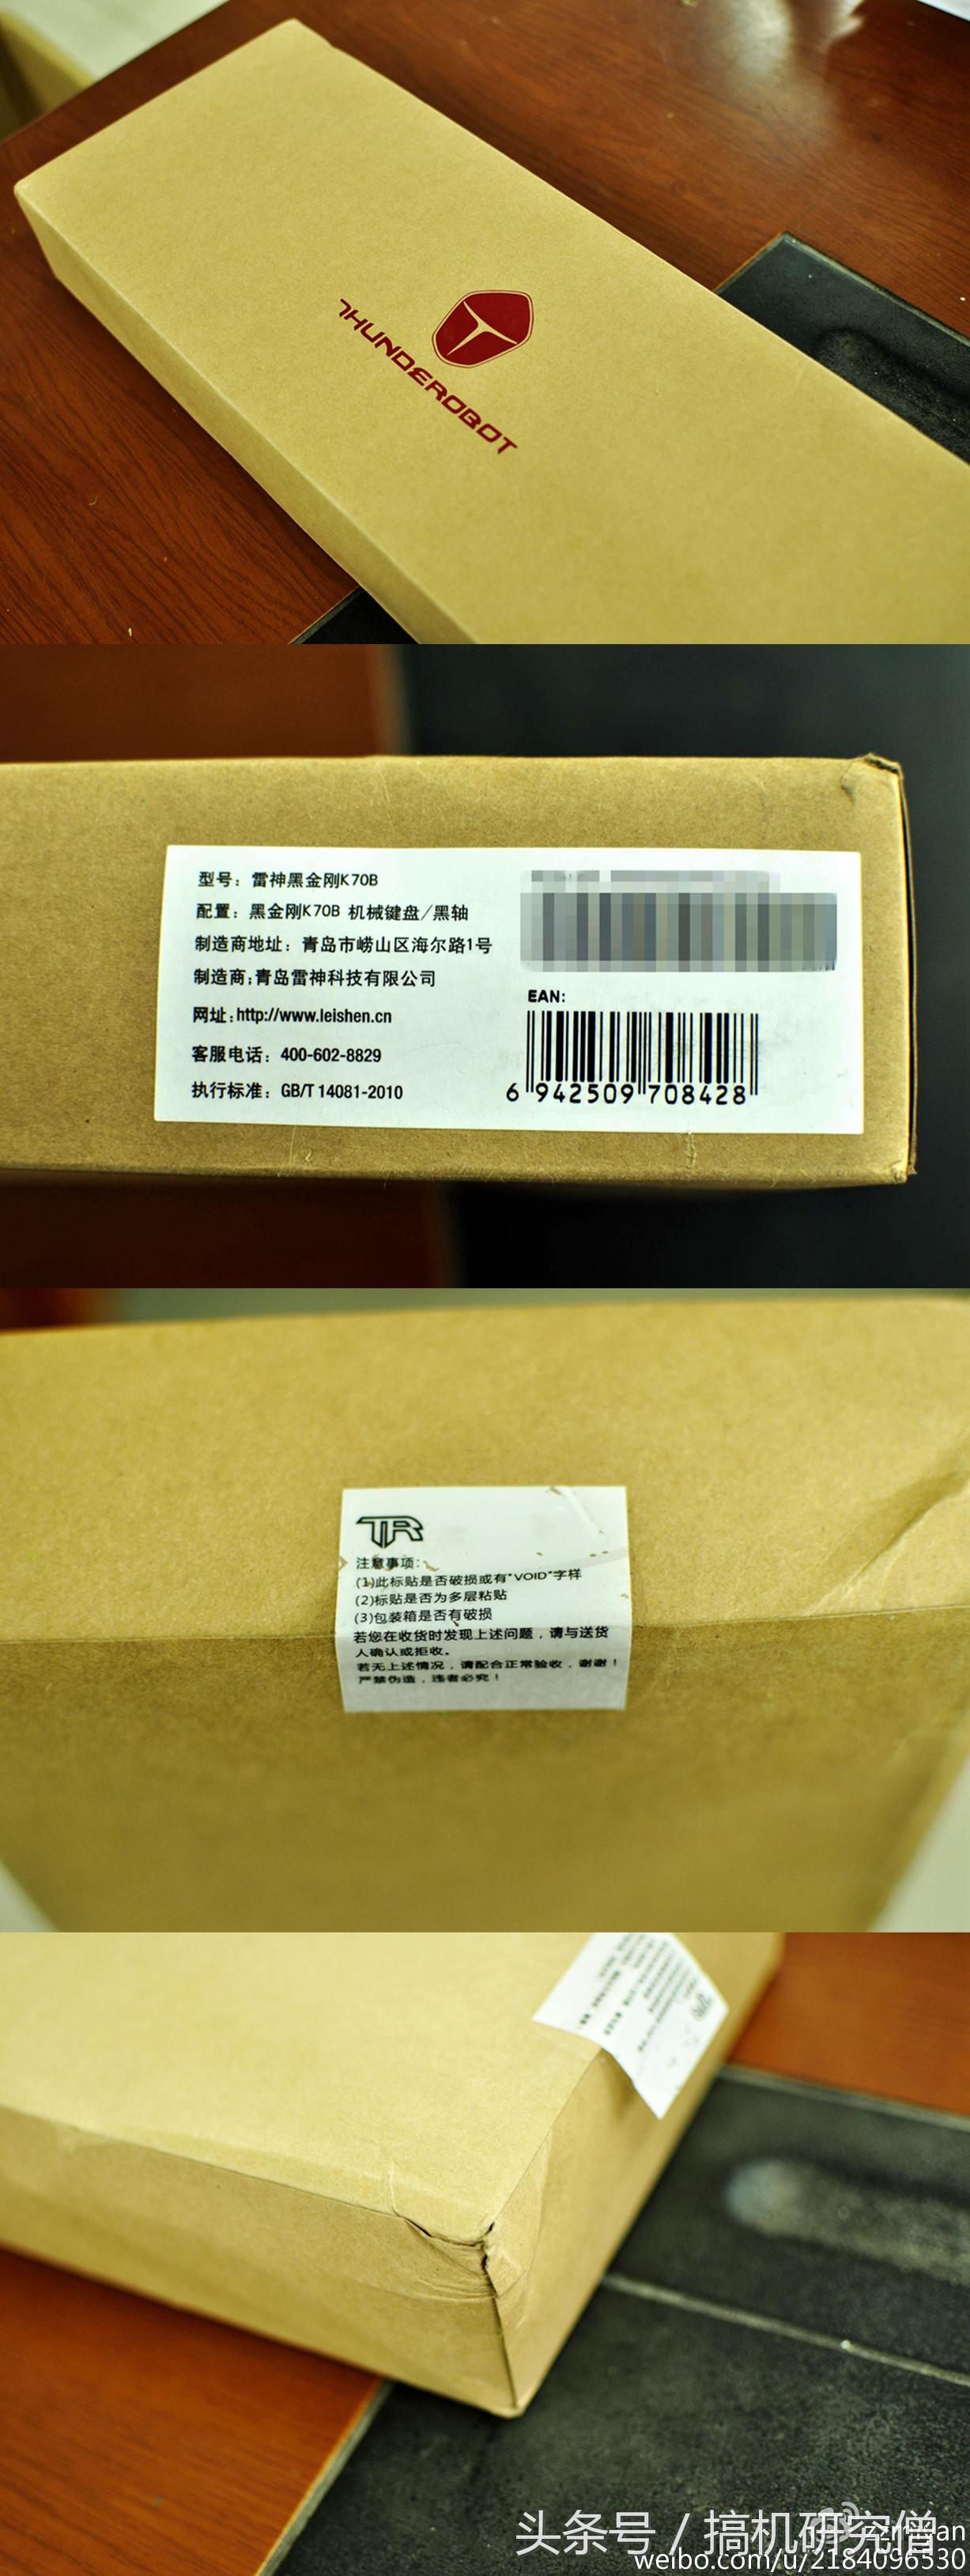 THUNDEROBOT
型号：雷神黑金刚K70B
配置：黑金刚K70B 机械键盘/黑轴
制造商地址：青岛市崂山区海尔路1号
制造商:青岛雷神科技有限公司
网址:http://www.leishen.cn
客服电话：400-602-8829
执行标准：GB/T 14081-2010
EAN:
6 942509 708428
TR
注意事项:
(1)此标贴是否破损或有"VOID"字样
(2)标贴是否为多层粘贴
(3)包装箱是否有破损
若您在收货时发现上述问题，请与送货
人确认或拒收。
若无上述情况，请配合正常验收，谢谢！
严禁伪造，违者必究！
TR
头条号 / 搞机研究僧
weibo.com/u/2184096530